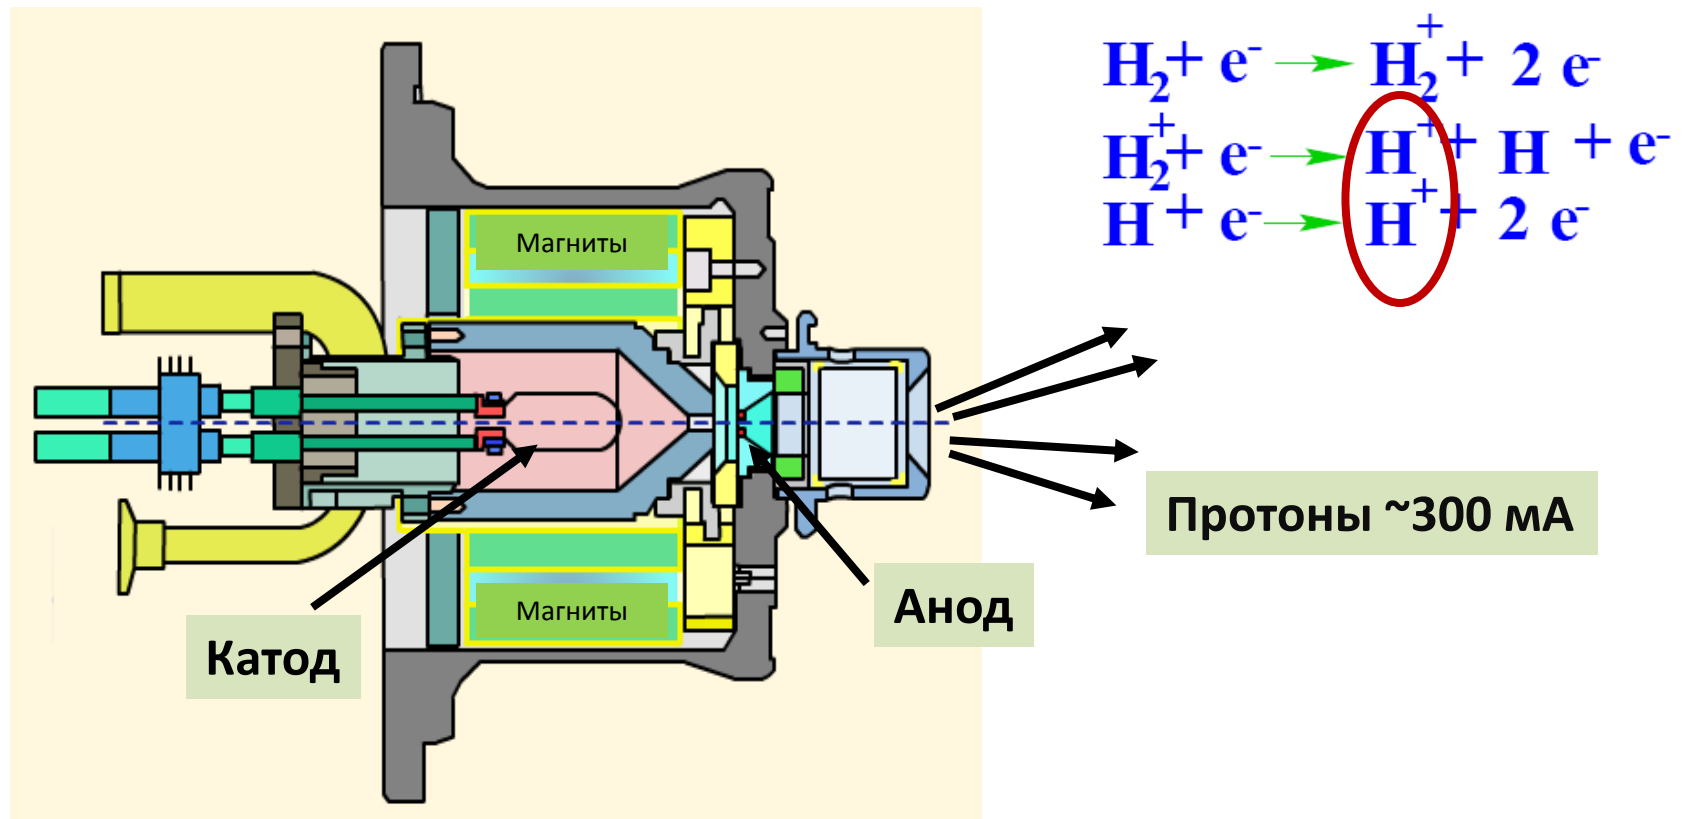 H₂ + e⁻ → H₂⁺ + 2 e⁻
H₂⁺ + e⁻ → H⁺ + H + e⁻
H + e⁻ → H⁺ + 2 e⁻
Магниты
Протоны ~300 мА
Анод
Магниты
Катод